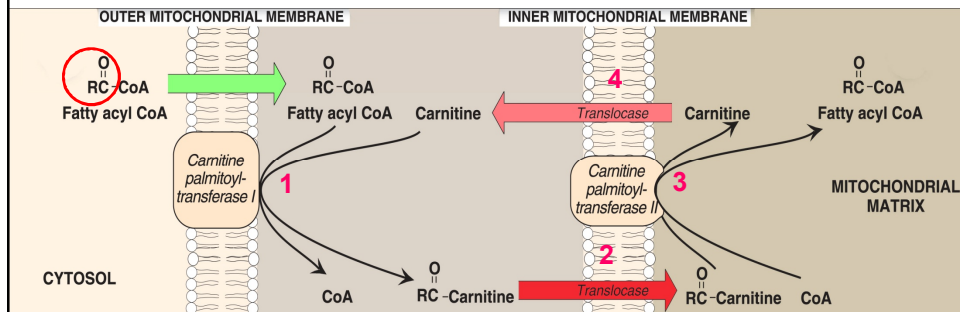 OUTER MITOCHONDRIAL MEMBRANE
INNER MITOCHONDRIAL MEMBRANE
O
RC-CoA
Fatty acyl CoA
O
RC-CoA
Fatty acyl CoA
Carnitine
4
Translocase
Carnitine
O
RC-CoA
Fatty acyl CoA
Carnitine
palmitoyl-
transferase I
1
Carnitine
palmitoyl-
transferase II
3
MITOCHONDRIAL
MATRIX
CYTOSOL
CoA
O
RC -Carnitine
2
Translocase
O
RC -Carnitine
CoA